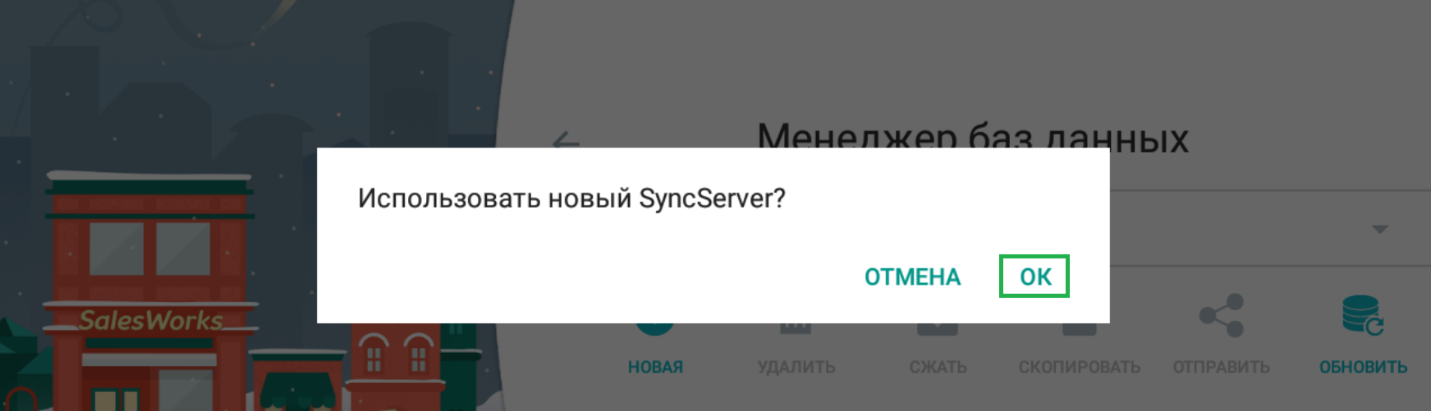 Менеджер баз данных
Использовать новый SyncServer?
ОТМЕНА ОК
SalesWorks
НОВАЯ УДАЛИТЬ СЖАТЬ СКОПИРОВАТЬ ОТПРАВИТЬ ОБНОВИТЬ